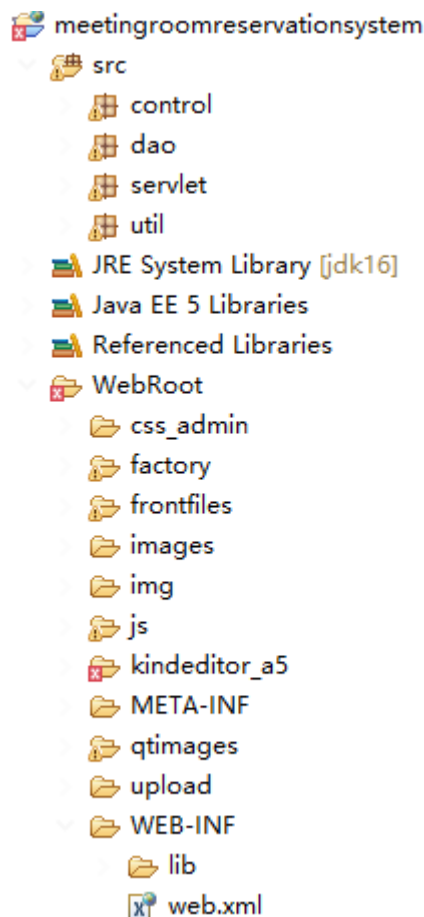 meetingroomreservationsystem
src
control
dao
servlet
util
JRE System Library [jdk16]
Java EE 5 Libraries
Referenced Libraries
WebRoot
css_admin
factory
frontfiles
images
img
js
kindeditor_a5
META-INF
qtimages
upload
WEB-INF
lib
web.xml